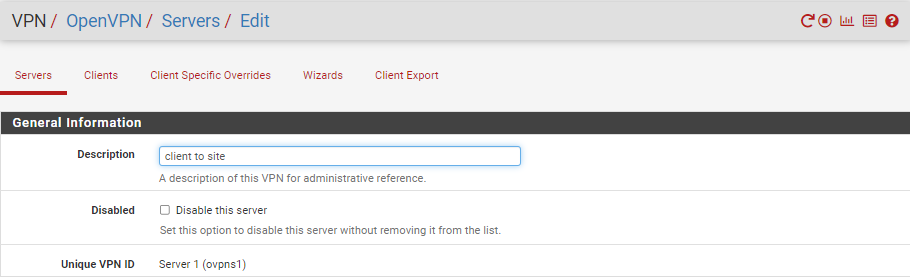 VPN / OpenVPN / Servers / Edit
Servers Clients Client Specific Overrides Wizards Client Export
General Information
Description client to site
A description of this VPN for administrative reference.
Disabled Disable this server
Set this option to disable this server without removing it from the list.
Unique VPN ID Server 1 (ovpns1)